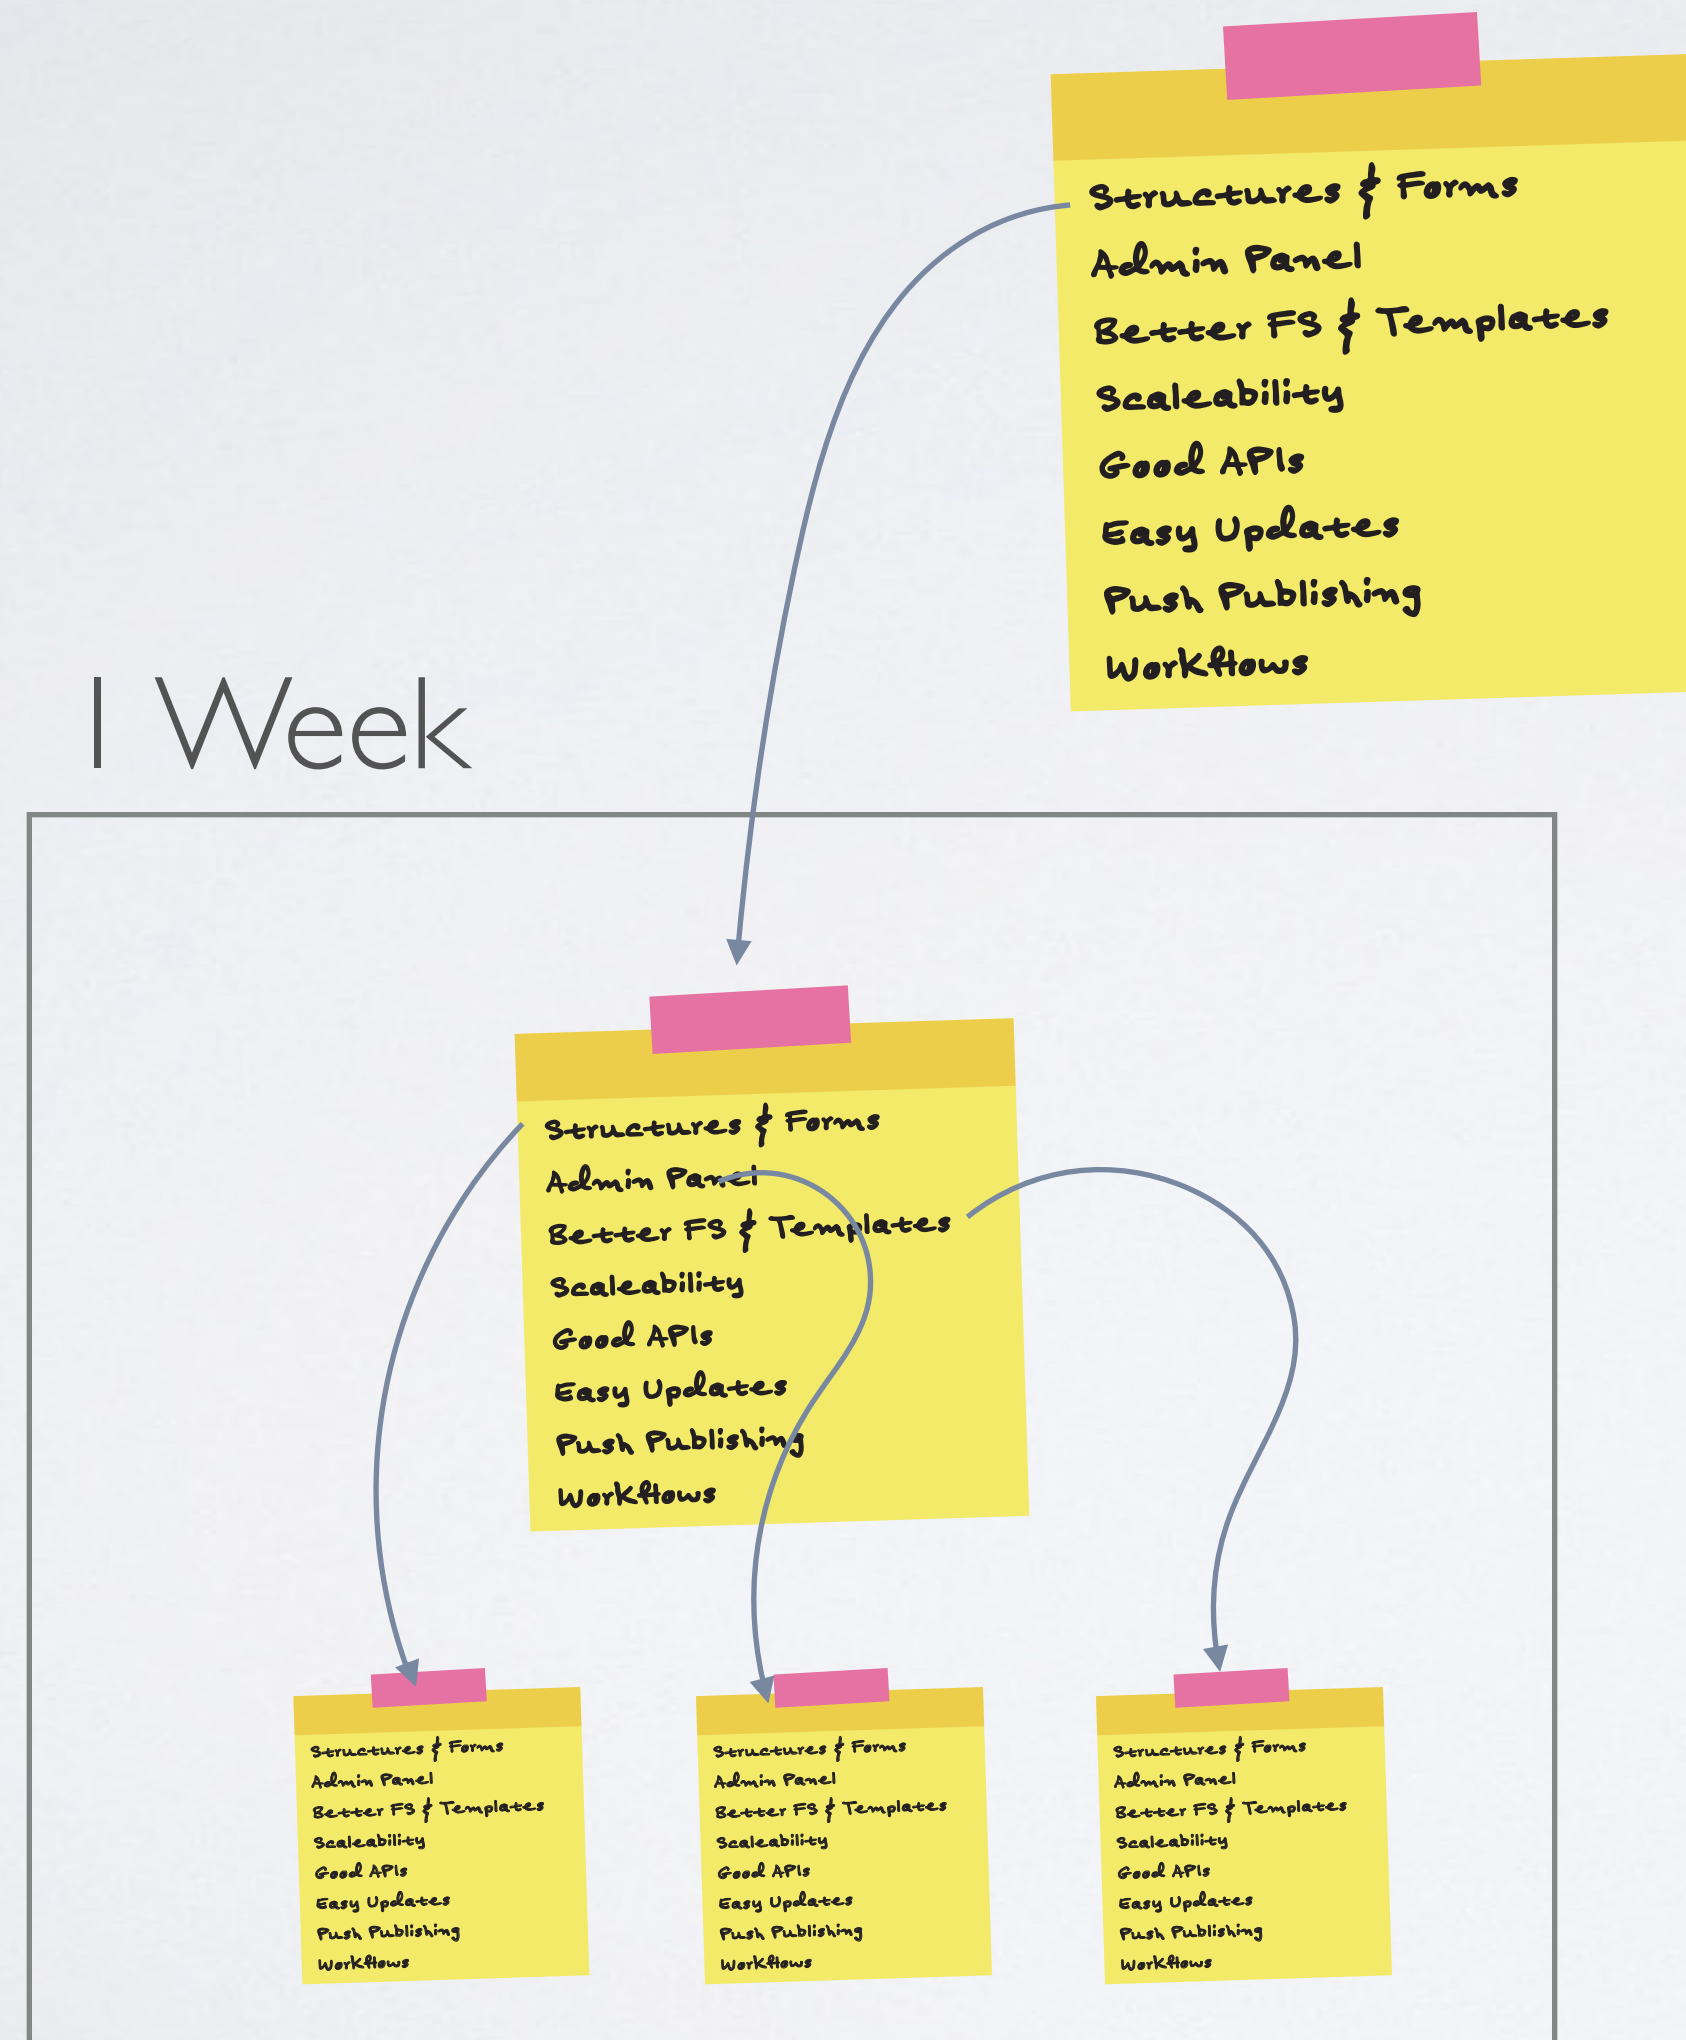 Structures & Forms
Admin Panel
Better FS & Templates
Scaleability
Good APIs
Easy Updates
Push Publishing
Workflows
1 Week
Structures & Forms
Admin Panel
Better FS & Templates
Scaleability
Good APIs
Easy Updates
Push Publishing
Workflows
Structures & Forms
Admin Panel
Better FS & Templates
Scaleability
Good APIs
Easy Updates
Push Publishing
Workflows
Structures & Forms
Admin Panel
Better FS & Templates
Scaleability
Good APIs
Easy Updates
Push Publishing
Workflows
Structures & Forms
Admin Panel
Better FS & Templates
Scaleability
Good APIs
Easy Updates
Push Publishing
Workflows